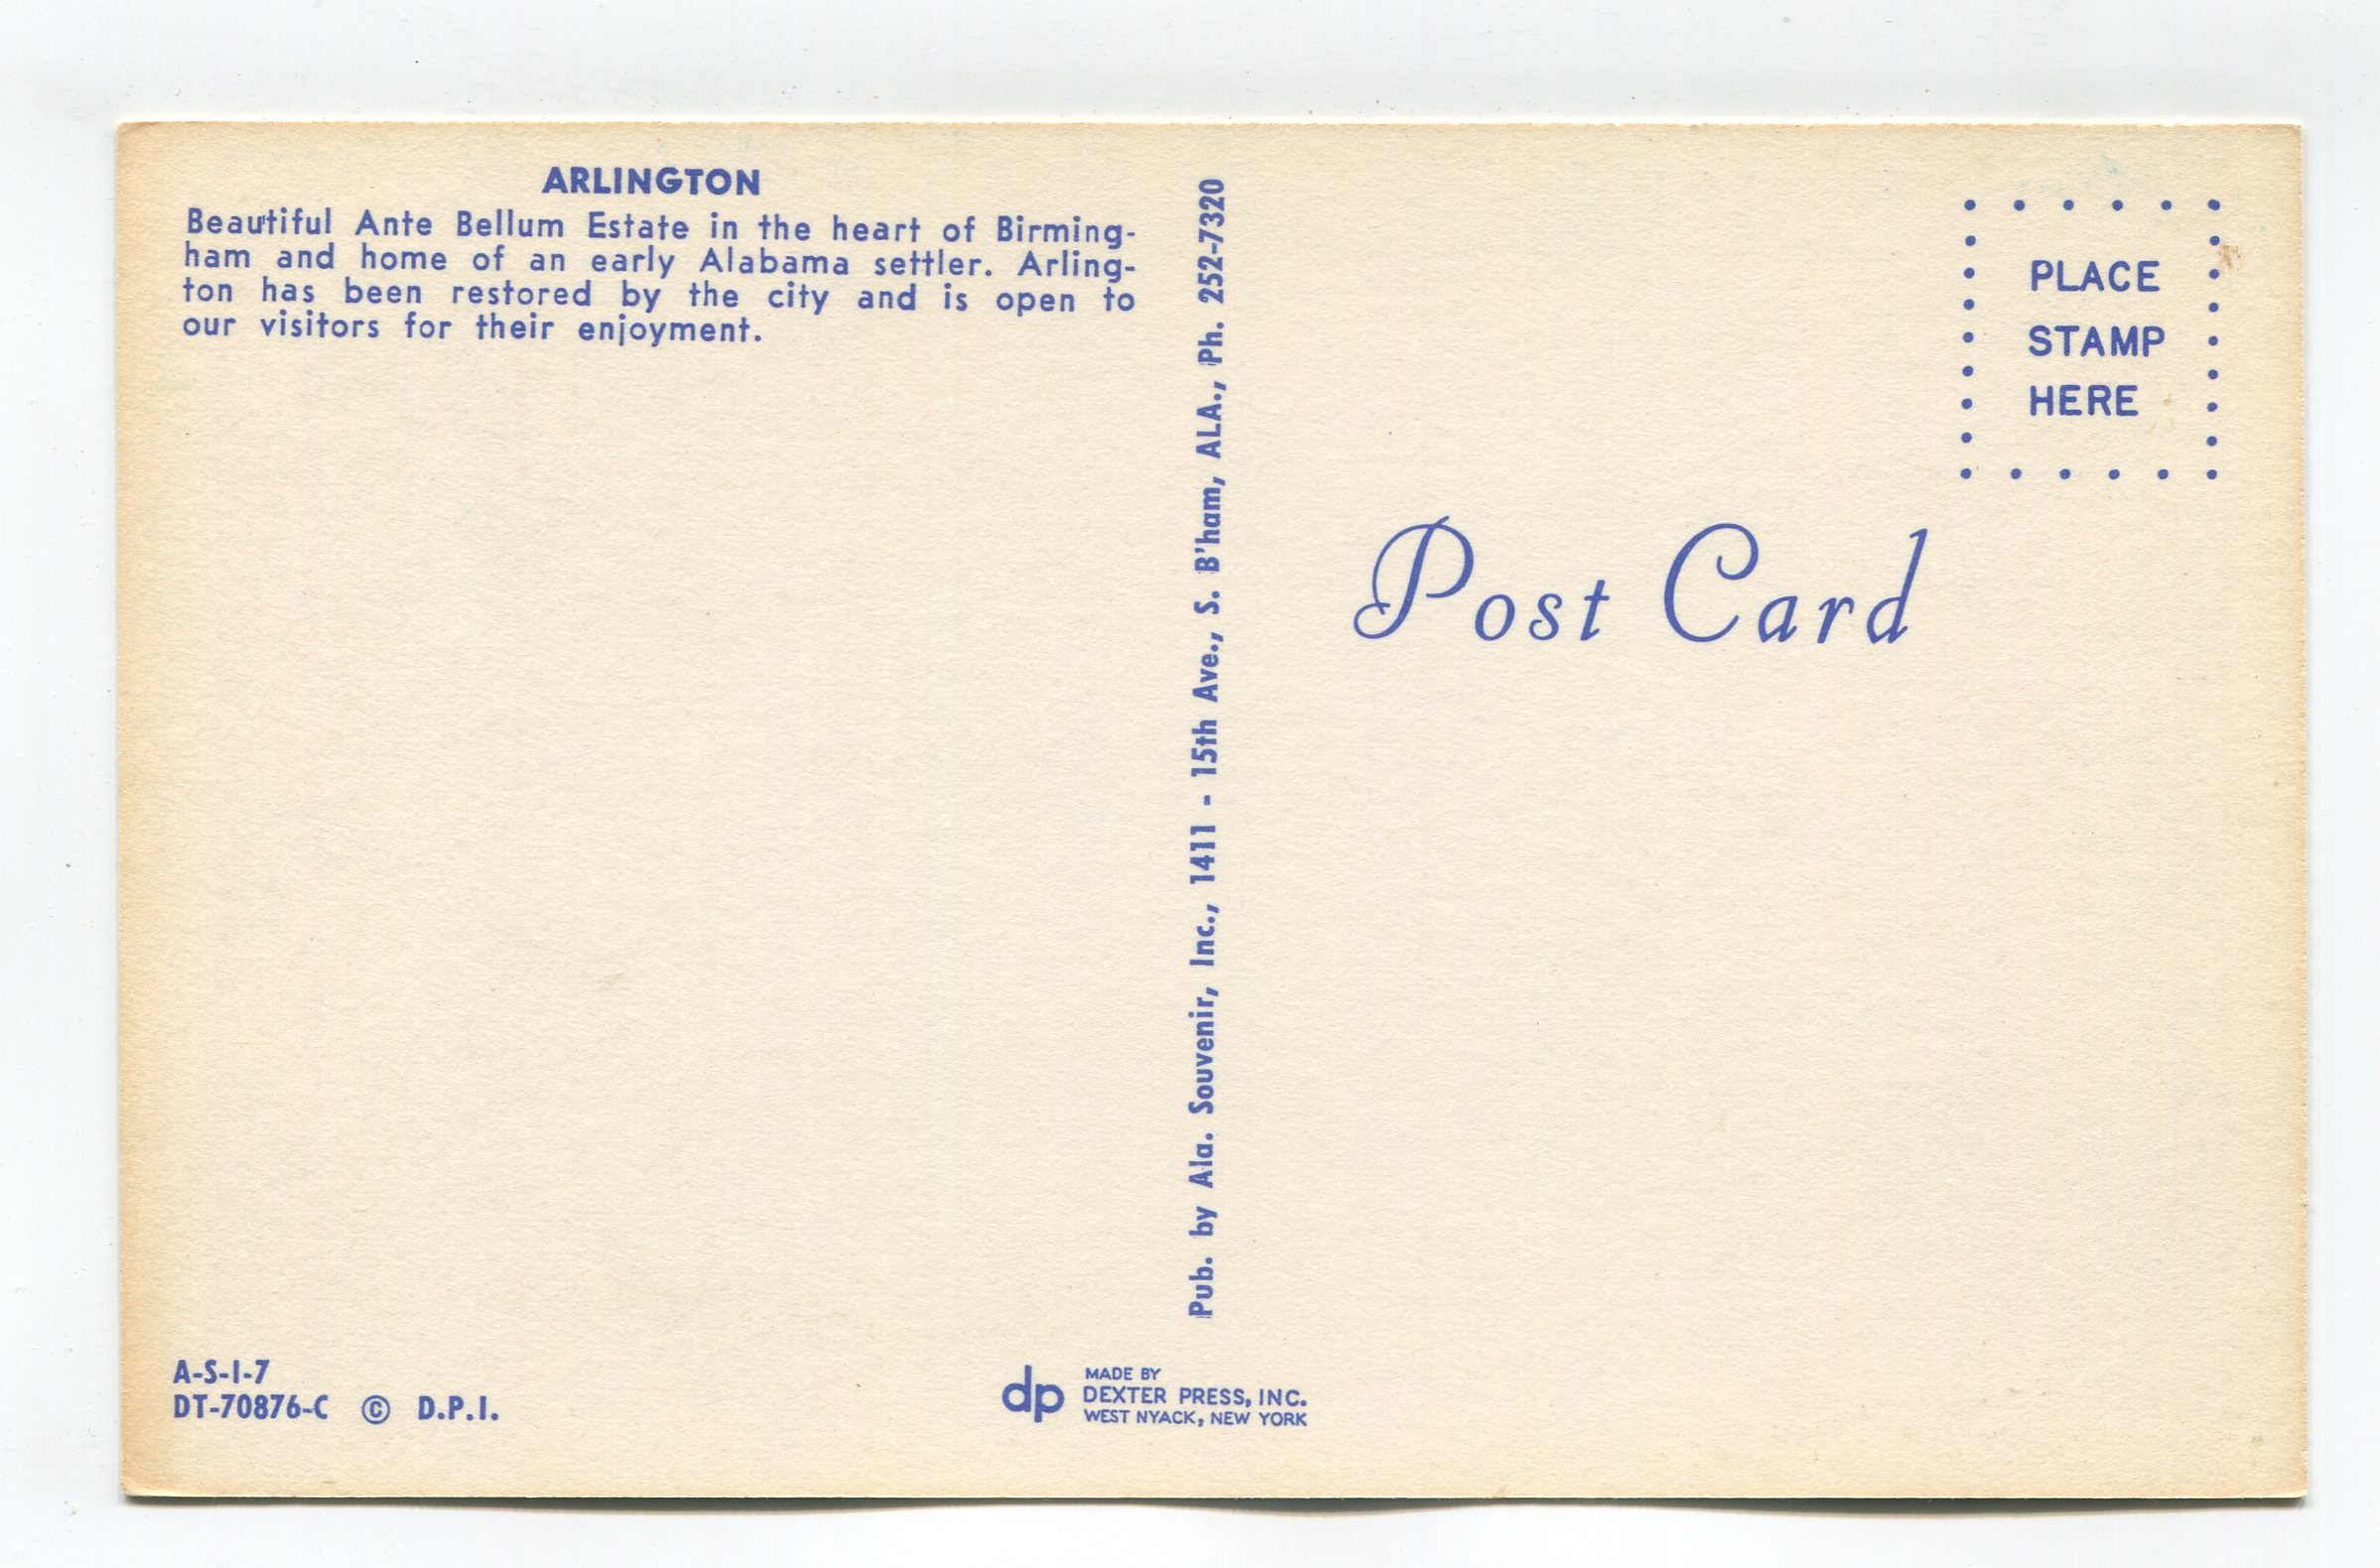 ARLINGTON
Beautiful Ante Bellum Estate in the heart of Birming-
ham and home of an early Alabama settler. Arling-
ton has been restored by the city and is open to
our visitors for their enjoyment.
Pub. by Ala. Souvenir, Inc., 1411 - 15th Ave., S. B'ham, ALA., Ph. 252-7320
PLACE
STAMP
HERE
Post Card
A-S-I-7
DT-70876-C © D.P.I.
dp
MADE BY
DEXTER PRESS, INC.
WEST NYACK, NEW YORK